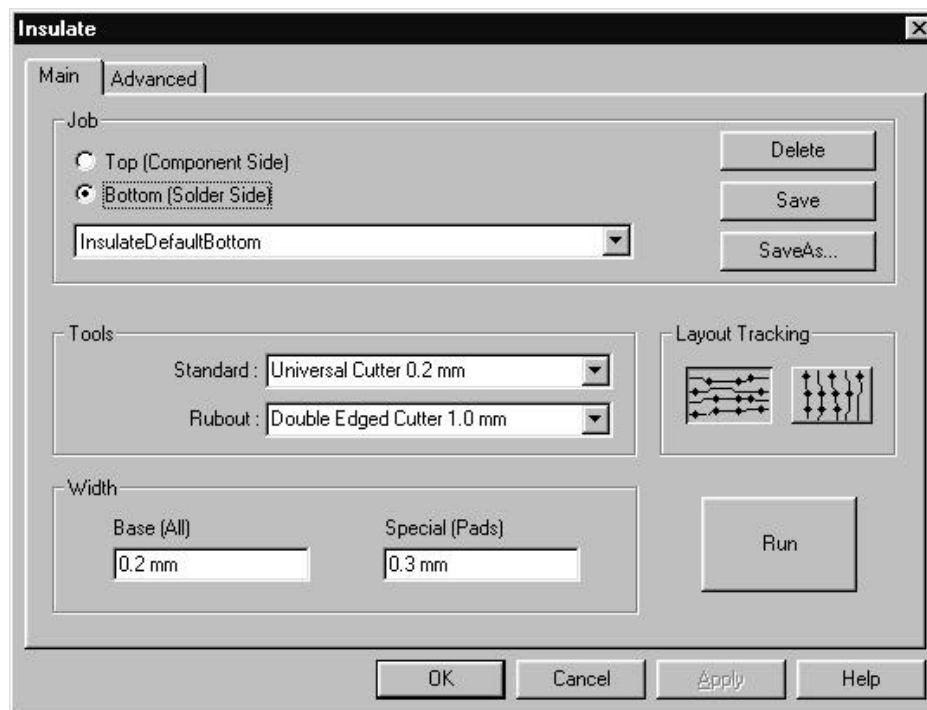 Insulate
Main
Advanced
Job
Top (Component Side)
Delete
Bottom (Solder Side)
Save
InsulateDefaultBottom
SaveAs...
Tools
Layout Tracking
Standard : Universal Cutter 0.2 mm
Rubout : Double Edged Cutter 1.0 mm
Width
Base (All)
Special (Pads)
Run
0.2 mm
0.3 mm
OK
Cancel
Apply
Help